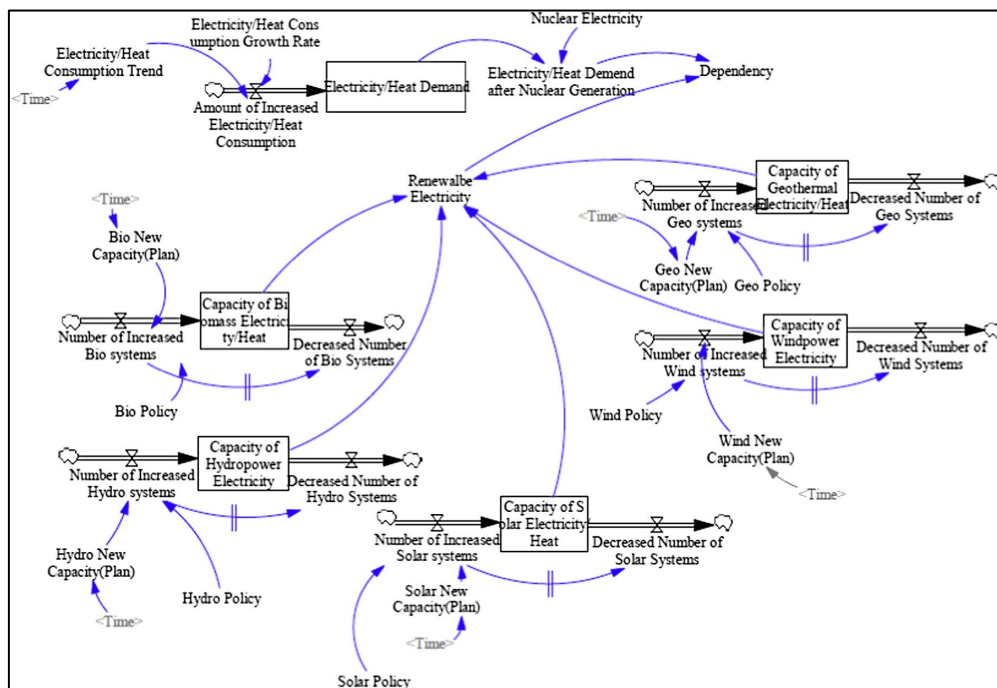 Nuclear Electricity
Electricity/Heat Cons
umption Growth Rate
Electricity/Heat
Consumption Trend
<Time>
Amount of Increased
Electricity/Heat
Consumption
Electricity/Heat Demand
Electricity/Heat Demend
after Nuclear Generation
Dependency
Renewalbe
Electricity
Capacity of
Geothermal
Electricity/Heat
Number of Increased
Geo systems
Decreased Number of
Geo Systems
<Time>
Geo New
Capacity(Plan)
Geo Policy
<Time>
Bio New
Capacity(Plan)
Capacity of Bi
omass Electrici
ty/Heat
Number of Increased
Bio systems
Decreased Number
of Bio Systems
Bio Policy
Capacity of
Windpower
Electricity
Number of Increased
Wind systems
Decreased Number of
Wind Systems
Wind Policy
Wind New
Capacity(Plan)
<Time>
Capacity of
Hydropower
Electricity
Number of Increased
Hydro systems
Decreased Number of
Hydro Systems
Hydro New
Capacity(Plan)
<Time>
Hydro Policy
Capacity of S
olar Electricity/
Heat
Number of Increased
Solar systems
Decreased Number of
Solar Systems
Solar New
Capacity(Plan)
<Time>
Solar Policy